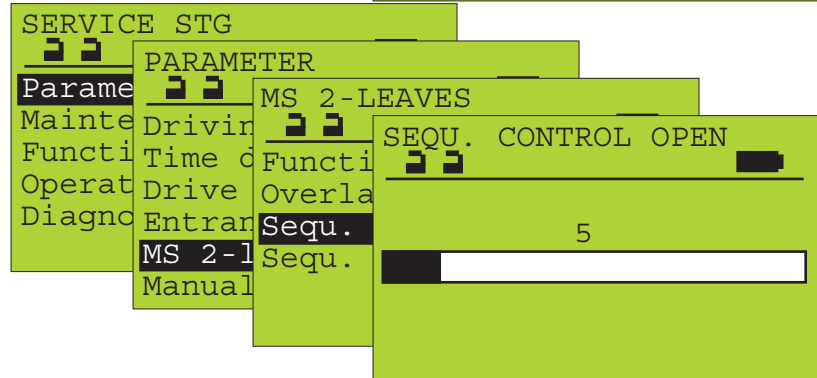 SERVICE STG
Parame
Mainte
Functi
Operat
Diagno
PARAMETER
Drivin
Time d
Drive
Entran
MS 2-l
Manual
MS 2-LEAVES
Functi
Overla
Sequ.
Sequ.
SEQU. CONTROL OPEN
5